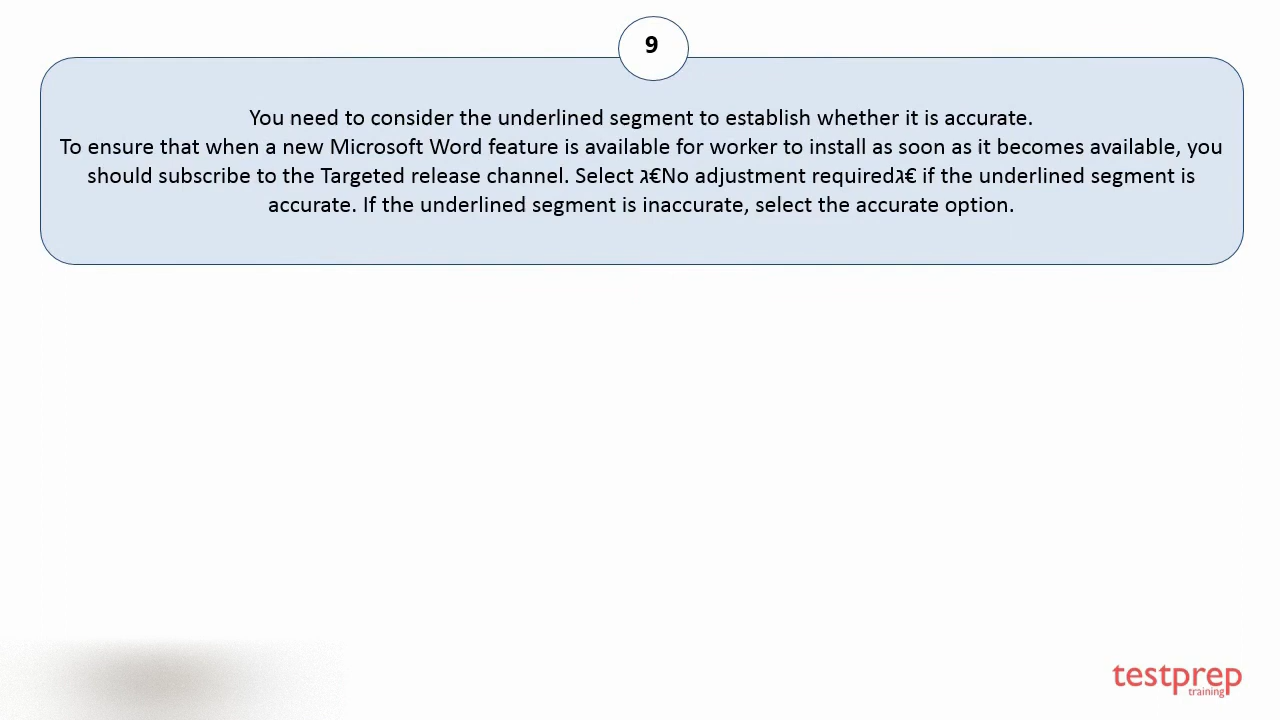 9
You need to consider the underlined segment to establish whether it is accurate.
To ensure that when a new Microsoft Word feature is available for worker to install as soon as it becomes available, you
should subscribe to the Targeted release channel. Select ג€No adjustment requiredג€ if the underlined segment is
accurate. If the underlined segment is inaccurate, select the accurate option.
testprep
training